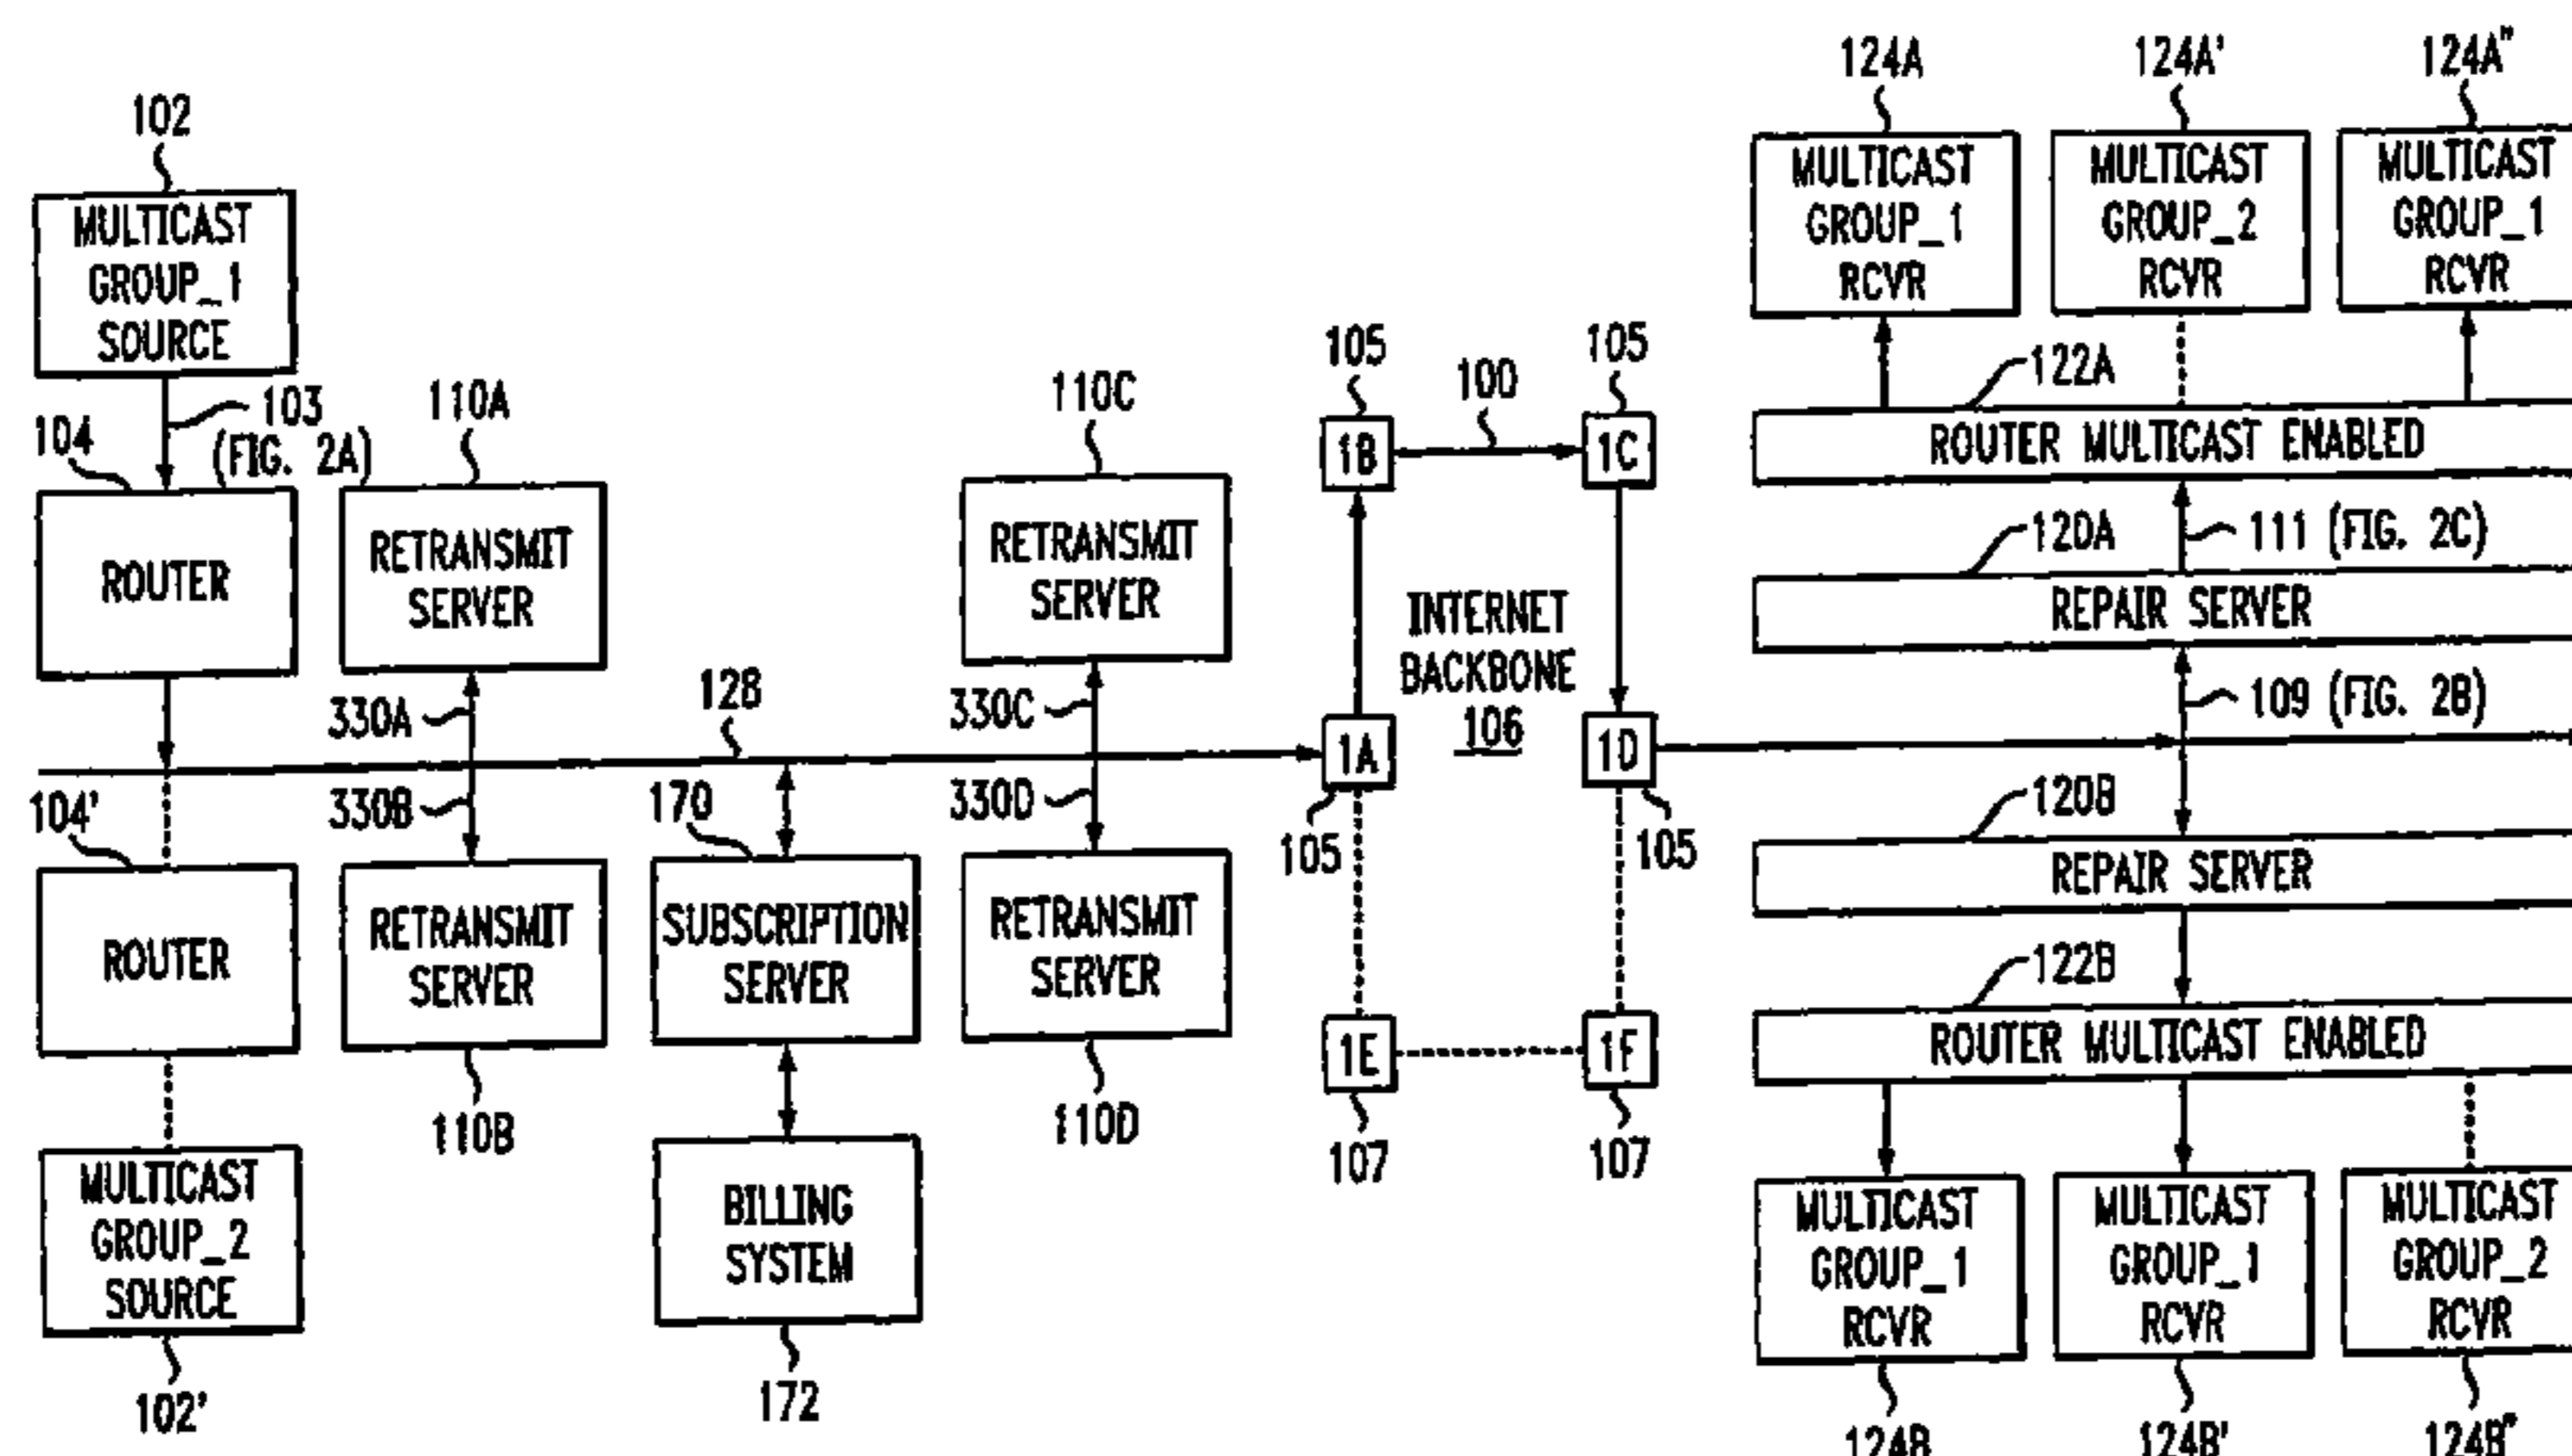 102
MULTICAST
GROUP_1
SOURCE
103
(FIG. 2A)
104
ROUTER
104'
ROUTER
MULTICAST
GROUP_2
SOURCE
102'
110A
RETRANSMIT
SERVER
330A
330B
RETRANSMIT
SERVER
110B
128
170
SUBSCRIPTION
SERVER
BILLING
SYSTEM
172
110C
RETRANSMIT
SERVER
330C
330D
RETRANSMIT
SERVER
110D
105
1B
100
105
1C
INTERNET
BACKBONE
106
1A
105
1D
105
1E
107
1F
107
124A
MULTICAST
GROUP_1
RCVR
124A'
MULTICAST
GROUP_2
RCVR
124A"
MULTICAST
GROUP_1
RCVR
122A
ROUTER MULTICAST ENABLED
111 (FIG. 2C)
120A
REPAIR SERVER
109 (FIG. 2B)
120B
REPAIR SERVER
122B
ROUTER MULTICAST ENABLED
MULTICAST
GROUP_1
RCVR
124B
MULTICAST
GROUP_1
RCVR
124B'
MULTICAST
GROUP_2
RCVR
124B"